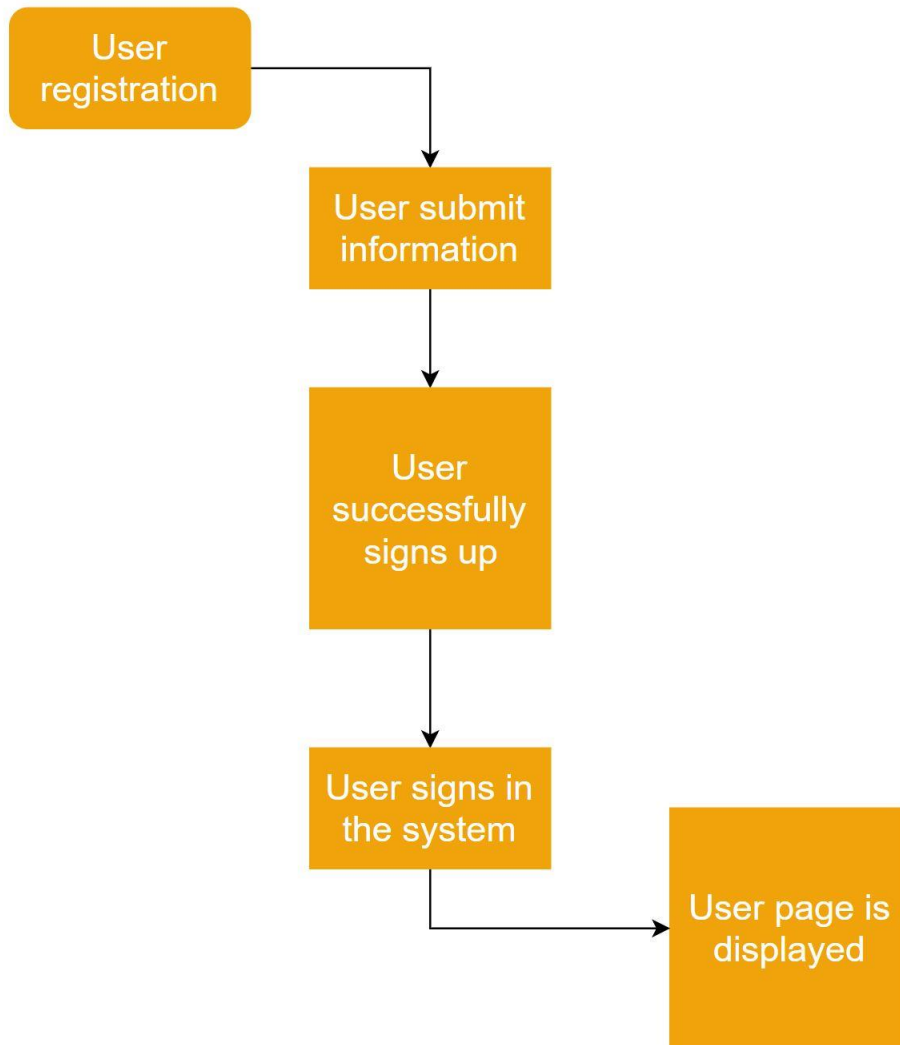 User
registration
User submit
information
User
successfully
signs up
User signs in
the system
User page is
displayed